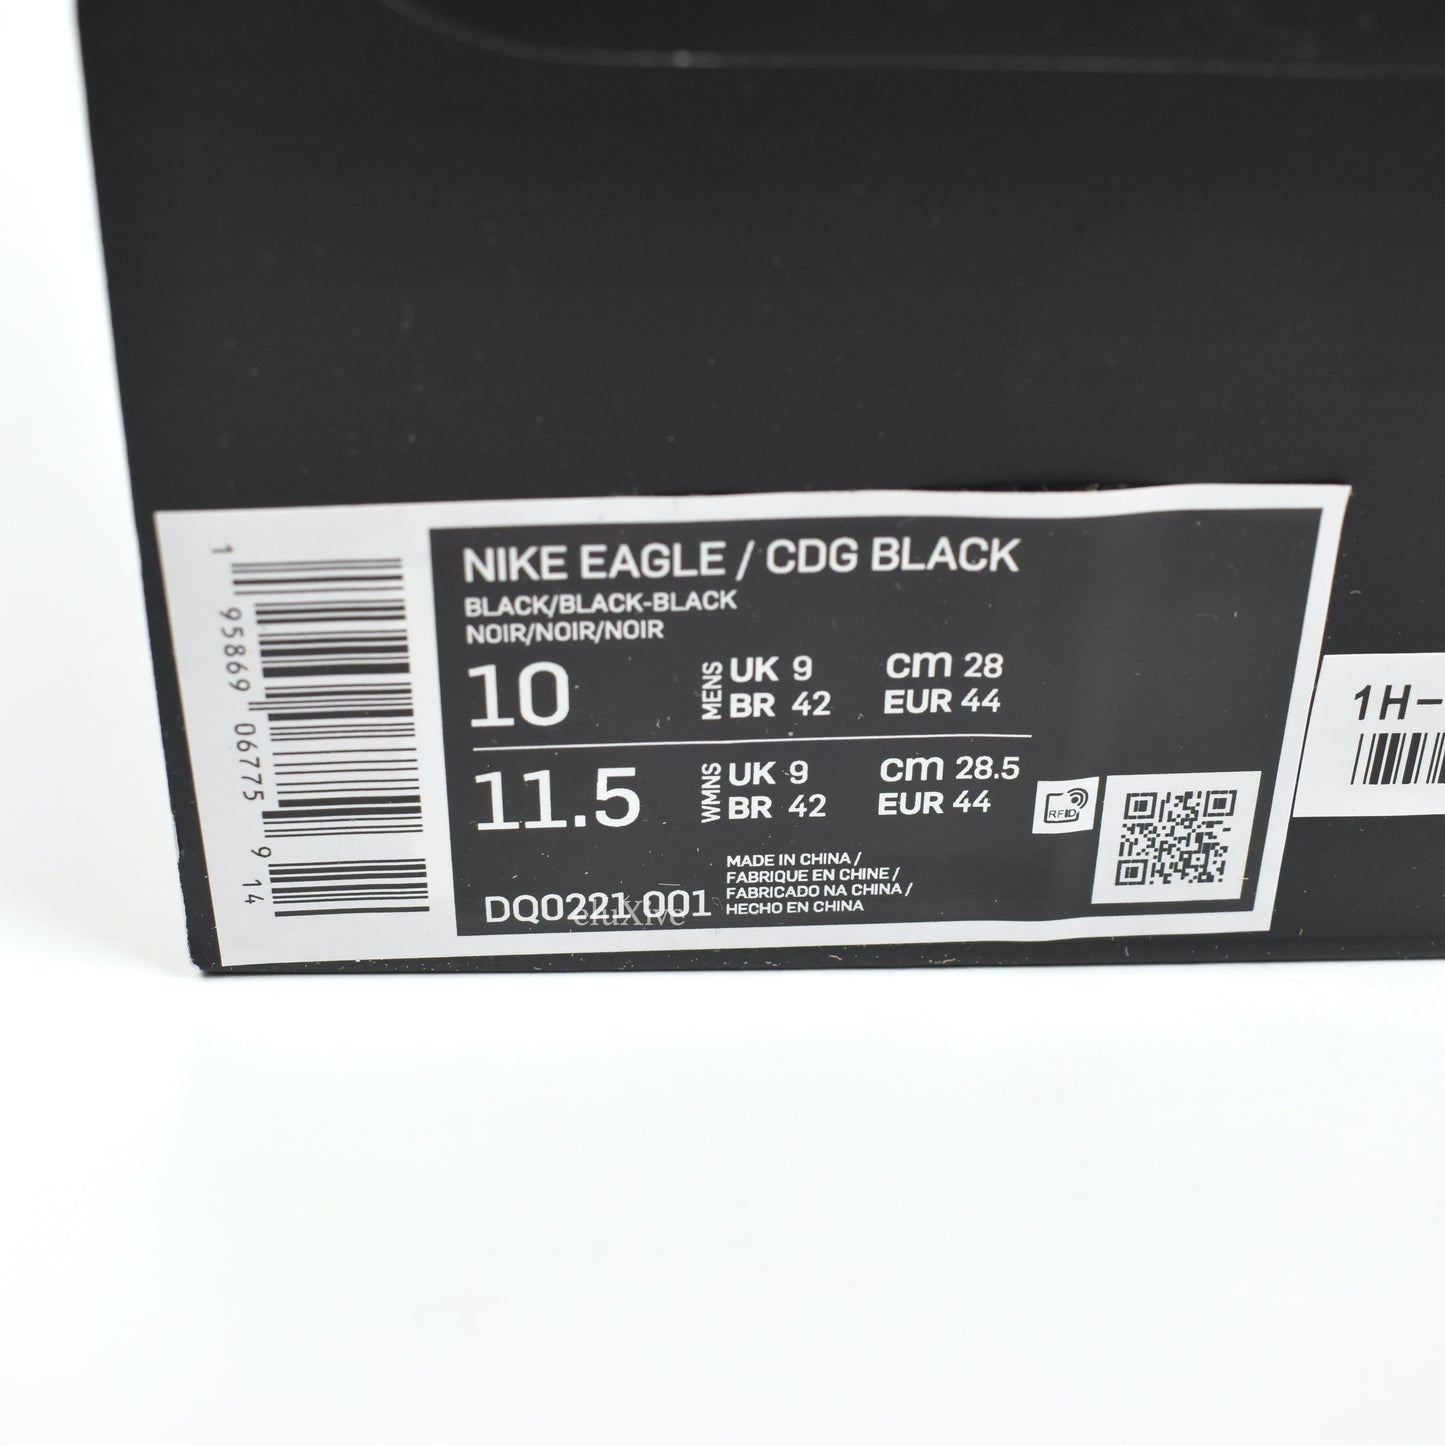 NIKE EAGLE / CDG BLACK
BLACK/BLACK-BLACK
NOIR/NOIR/NOIR
10 MENS UK 9 cm 28
BR 42 EUR 44
11.5 WMNS UK 9 cm 28.5
BR 42 EUR 44
RFID
MADE IN CHINA /
FABRIQUE EN CHINE /
FABRICADO NA CHINA /
HECHO EN CHINA
DQ0221 001
eluXive
1 95869 06775 9 14
1H-